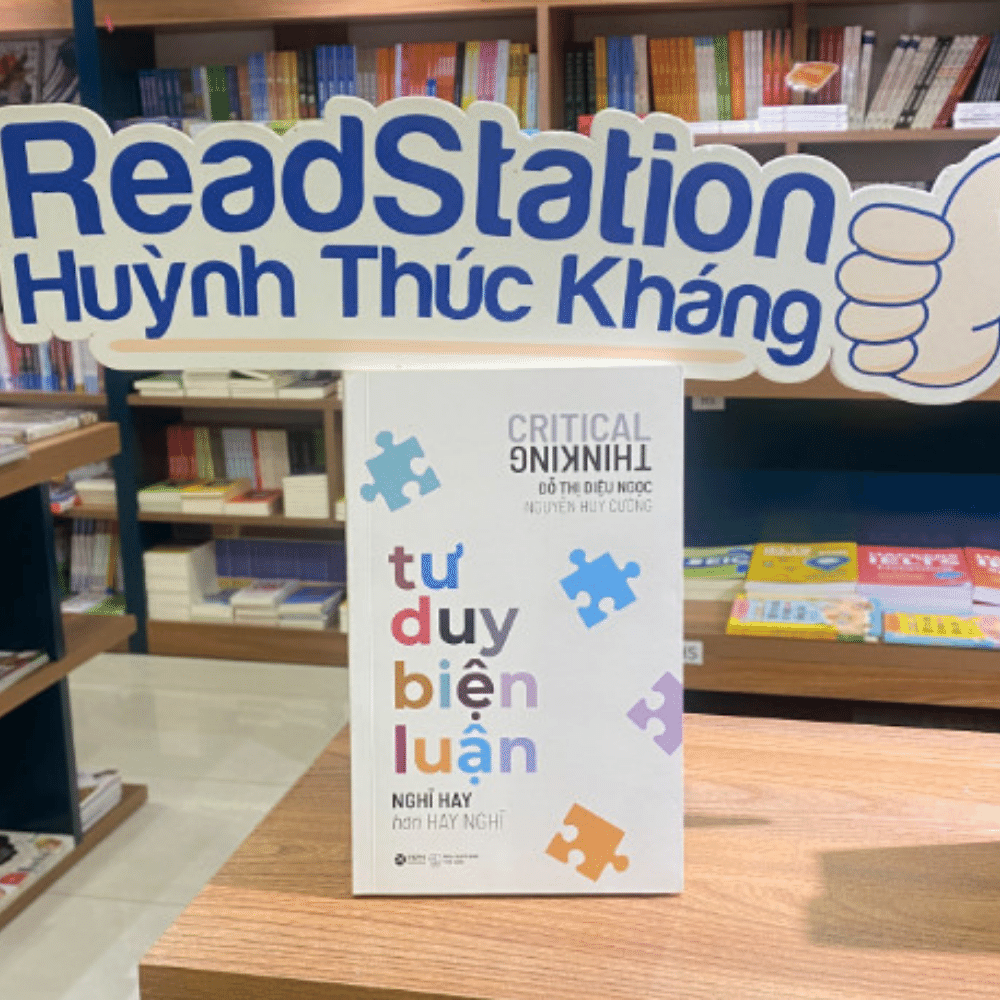 ReadStation
Huỳnh Thúc Kháng
CRITICAL
THINKING
ĐỖ THỊ DIỆU NGỌC
NGUYỄN HUY CƯỜNG
tư
duy
biện
luận
NGHĨ HAY
hơn HAY NGHĨ